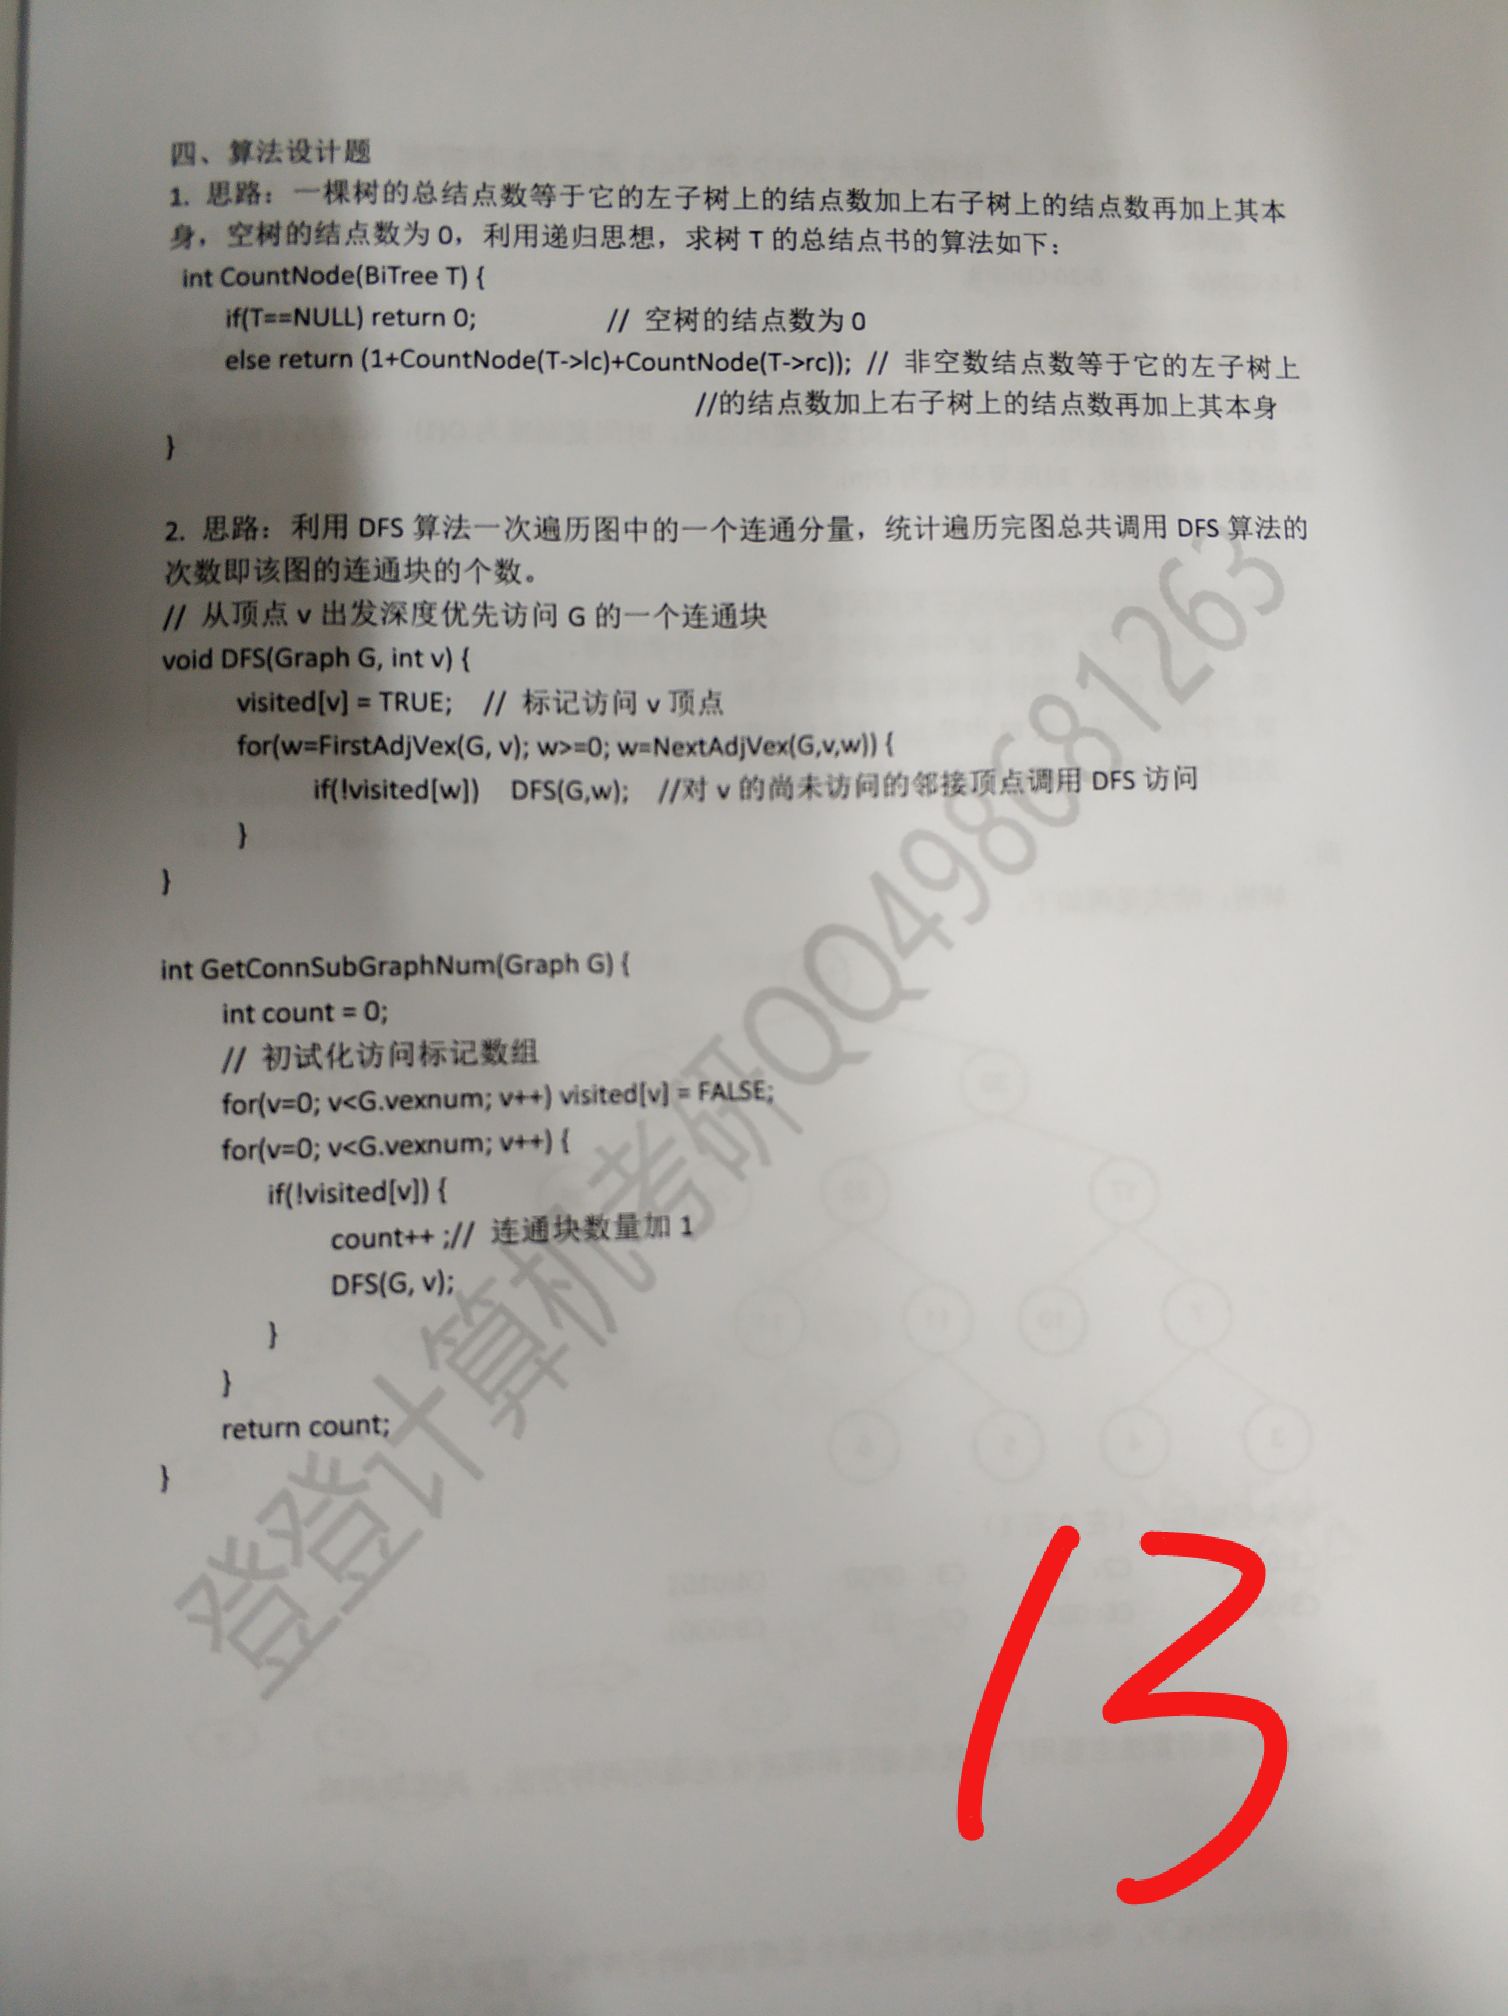 四、算法设计题
1. 思路：一棵树的总结点数等于它的左子树上的结点数加上右子树上的结点数再加上其本
身，空树的结点数为 0，利用递归思想，求树 T 的总结点书的算法如下：
int CountNode(BiTree T) {
if(T==NULL) return 0; // 空树的结点数为 0
else return (1+CountNode(T->lc)+CountNode(T->rc)); // 非空数结点数等于它的左子树上
//的结点数加上右子树上的结点数再加上其本身
}
2. 思路：利用 DFS 算法一次遍历图中的一个连通分量，统计遍历完图总共调用 DFS 算法的
次数即该图的连通块的个数。
// 从顶点 v 出发深度优先访问 G 的一个连通块
void DFS(Graph G, int v) {
visited[v] = TRUE; // 标记访问 v 顶点
for(w=FirstAdjVex(G, v); w>=0; w=NextAdjVex(G,v,w)) {
if(!visited[w]) DFS(G,w); //对 v 的尚未访问的邻接顶点调用 DFS 访问
}
}
int GetConnSubGraphNum(Graph G) {
int count = 0;
// 初试化访问标记数组
for(v=0; v<G.vexnum; v++) visited[v] = FALSE;
for(v=0; v<G.vexnum; v++) {
if(!visited[v]) {
count++ ;// 连通块数量加 1
DFS(G, v);
}
}
return count;
}
登登计算机考研QQ498681263
13